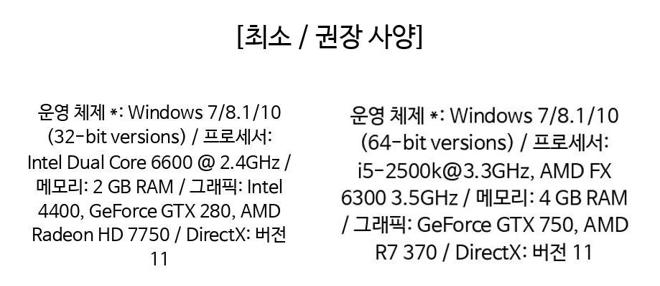 [최소 / 권장 사양]
운영 체제 *: Windows 7/8.1/10
(32-bit versions) / 프로세서:
Intel Dual Core 6600 @ 2.4GHz /
메모리: 2 GB RAM / 그래픽: Intel
4400, GeForce GTX 280, AMD
Radeon HD 7750 / DirectX: 버전
11
운영 체제 *: Windows 7/8.1/10
(64-bit versions) / 프로세서:
i5-2500k@3.3GHz, AMD FX
6300 3.5GHz / 메모리: 4 GB RAM
/ 그래픽: GeForce GTX 750, AMD
R7 370 / DirectX: 버전 11